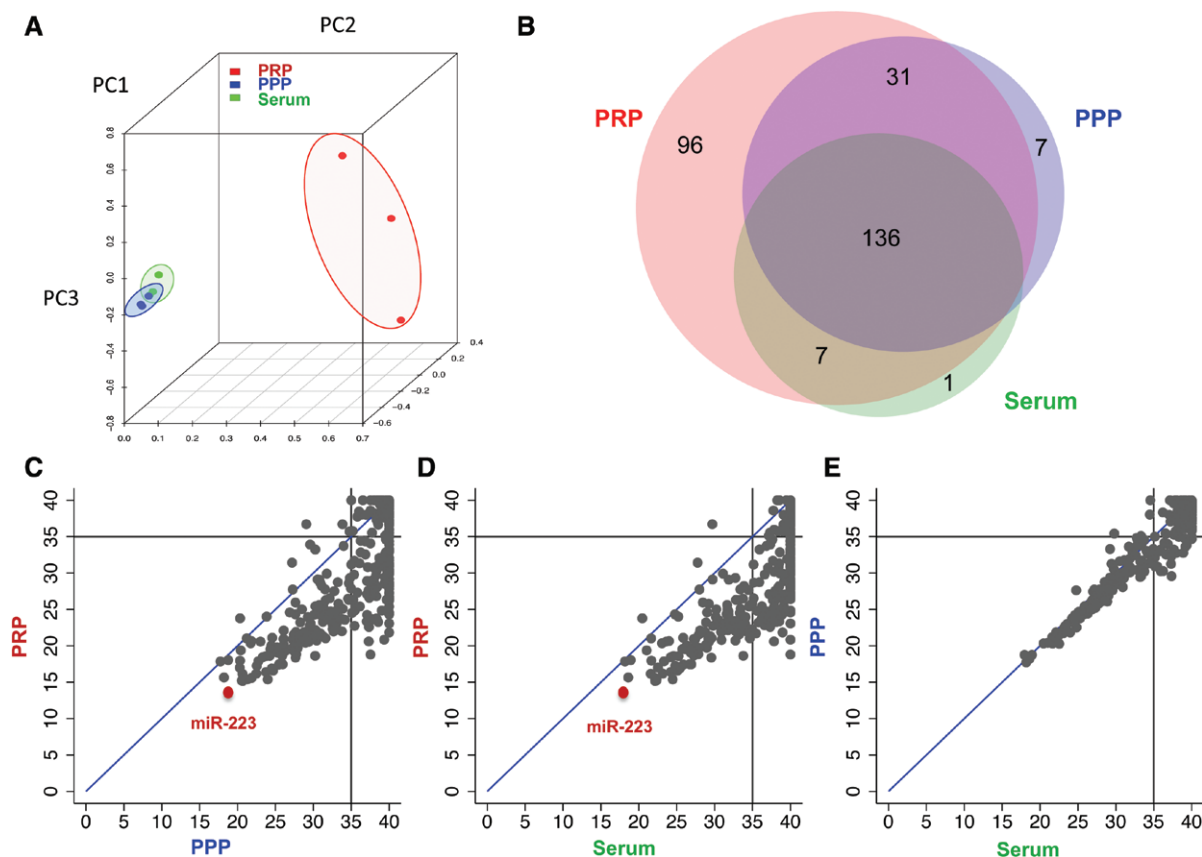 A
PC2
PRP
PPP
Serum
PC1
PC3
0.8
0.6
0.4
0.2
0.0
−0.2
−0.4
−0.6
−0.8
0.0 0.1 0.2 0.3 0.4 0.5 0.6 0.7
0.4
0.2
0.0
−0.2
−0.4
−0.6
B
PRP
PPP
Serum
96
31
7
136
7
1
C
PRP
40
35
30
25
20
15
10
5
0
miR-223
0 5 10 15 20 25 30 35 40
PPP
D
PRP
40
35
30
25
20
15
10
5
0
miR-223
0 5 10 15 20 25 30 35 40
Serum
E
PPP
40
35
30
25
20
15
10
5
0
0 5 10 15 20 25 30 35 40
Serum